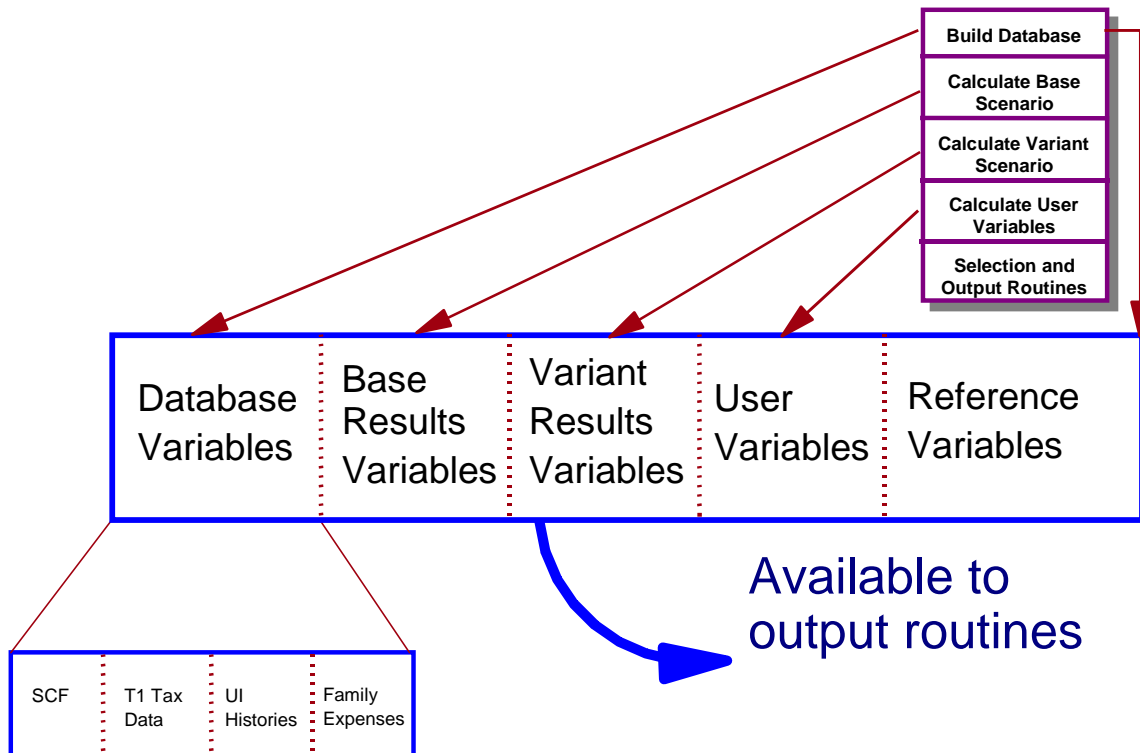 Build Database
Calculate Base
Scenario
Calculate Variant
Scenario
Calculate User
Variables
Selection and
Output Routines
Database
Variables
Base
Results
Variables
Variant
Results
Variables
User
Variables
Reference
Variables
Available to
output routines
SCF
T1 Tax
Data
UI
Histories
Family
Expenses